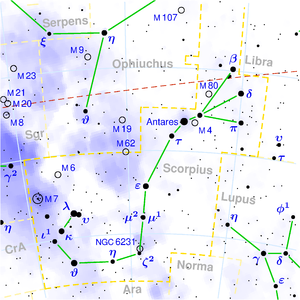 M 107
Serpens
ξ
η
M 9
Ophiuchus
β
Libra
M 23
M 21
M 20
M 8
M 80
δ
ϑ
Antares
M 4
π
Sgr
M 19
τ
M 62
υ
τ
γ²
Scorpius
M 6
ε
Lupus
M7
λ
υ
μ² μ¹
φ¹
η
η
ι¹
κ
NGC 6231
CrA
ϑ
η
ζ²
γ
δ
Norma
Ara
ε